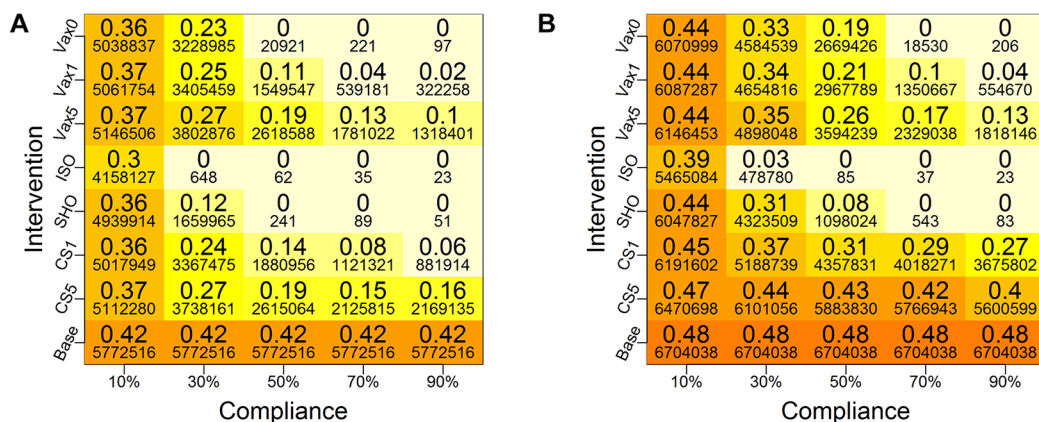 A
Intervention
Vax0 0.36 0.23 0 0 0
5038837 3228985 20921 221 97
Vax1 0.37 0.25 0.11 0.04 0.02
5061754 3405459 1549547 539181 322258
Vax5 0.37 0.27 0.19 0.13 0.1
5146506 3802876 2618588 1781022 1318401
ISO 0.3 0 0 0 0
4158127 648 62 35 23
SHO 0.36 0.12 0 0 0
4939914 1659965 241 89 51
CS1 0.36 0.24 0.14 0.08 0.06
5017949 3367475 1880956 1121321 881914
CS5 0.37 0.27 0.19 0.15 0.16
5112280 3738161 2615064 2125815 2169135
Base 0.42 0.42 0.42 0.42 0.42
5772516 5772516 5772516 5772516 5772516
10% 30% 50% 70% 90%
Compliance
B
Intervention
Vax0 0.44 0.33 0.19 0 0
6070999 4584539 2669426 18530 206
Vax1 0.44 0.34 0.21 0.1 0.04
6087287 4654816 2967789 1350667 554670
Vax5 0.44 0.35 0.26 0.17 0.13
6146453 4898048 3594239 2329038 1818146
ISO 0.39 0.03 0 0 0
5465084 478780 85 37 23
SHO 0.44 0.31 0.08 0 0
6047827 4323509 1098024 543 83
CS1 0.45 0.37 0.31 0.29 0.27
6191602 5188739 4357831 4018271 3675802
CS5 0.47 0.44 0.43 0.42 0.4
6470698 6101056 5883830 5766943 5600599
Base 0.48 0.48 0.48 0.48 0.48
6704038 6704038 6704038 6704038 6704038
10% 30% 50% 70% 90%
Compliance